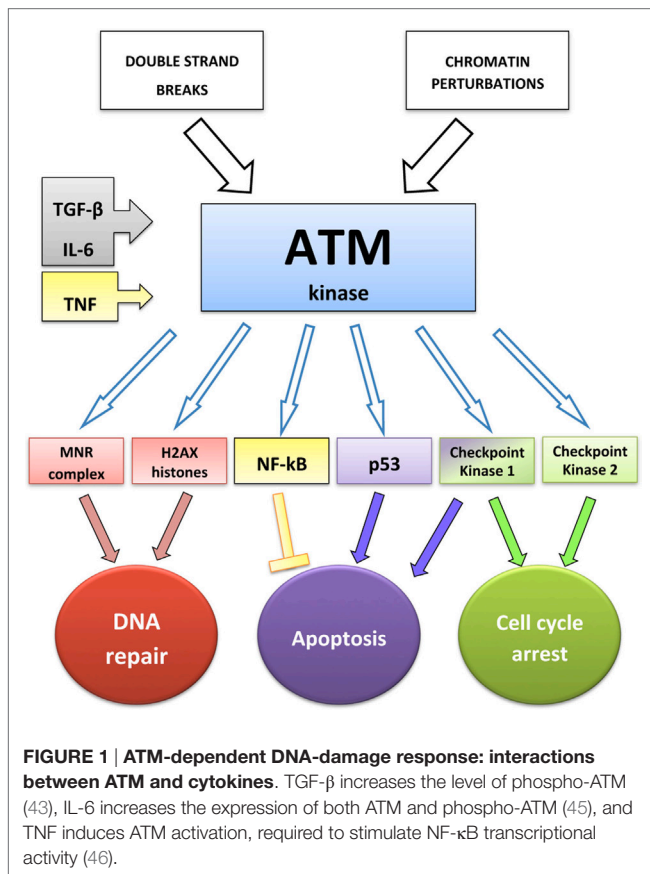 DOUBLE STRAND
BREAKS
CHROMATIN
PERTURBATIONS
TGF-β
IL-6
TNF
ATM
kinase
MNR
complex
H2AX
histones
NF-kB
p53
Checkpoint
Kinase 1
Checkpoint
Kinase 2
DNA
repair
Apoptosis
Cell cycle
arrest
FIGURE 1 | ATM-dependent DNA-damage response: interactions
between ATM and cytokines. TGF-β increases the level of phospho-ATM
(43), IL-6 increases the expression of both ATM and phospho-ATM (45), and
TNF induces ATM activation, required to stimulate NF-κB transcriptional
activity (46).